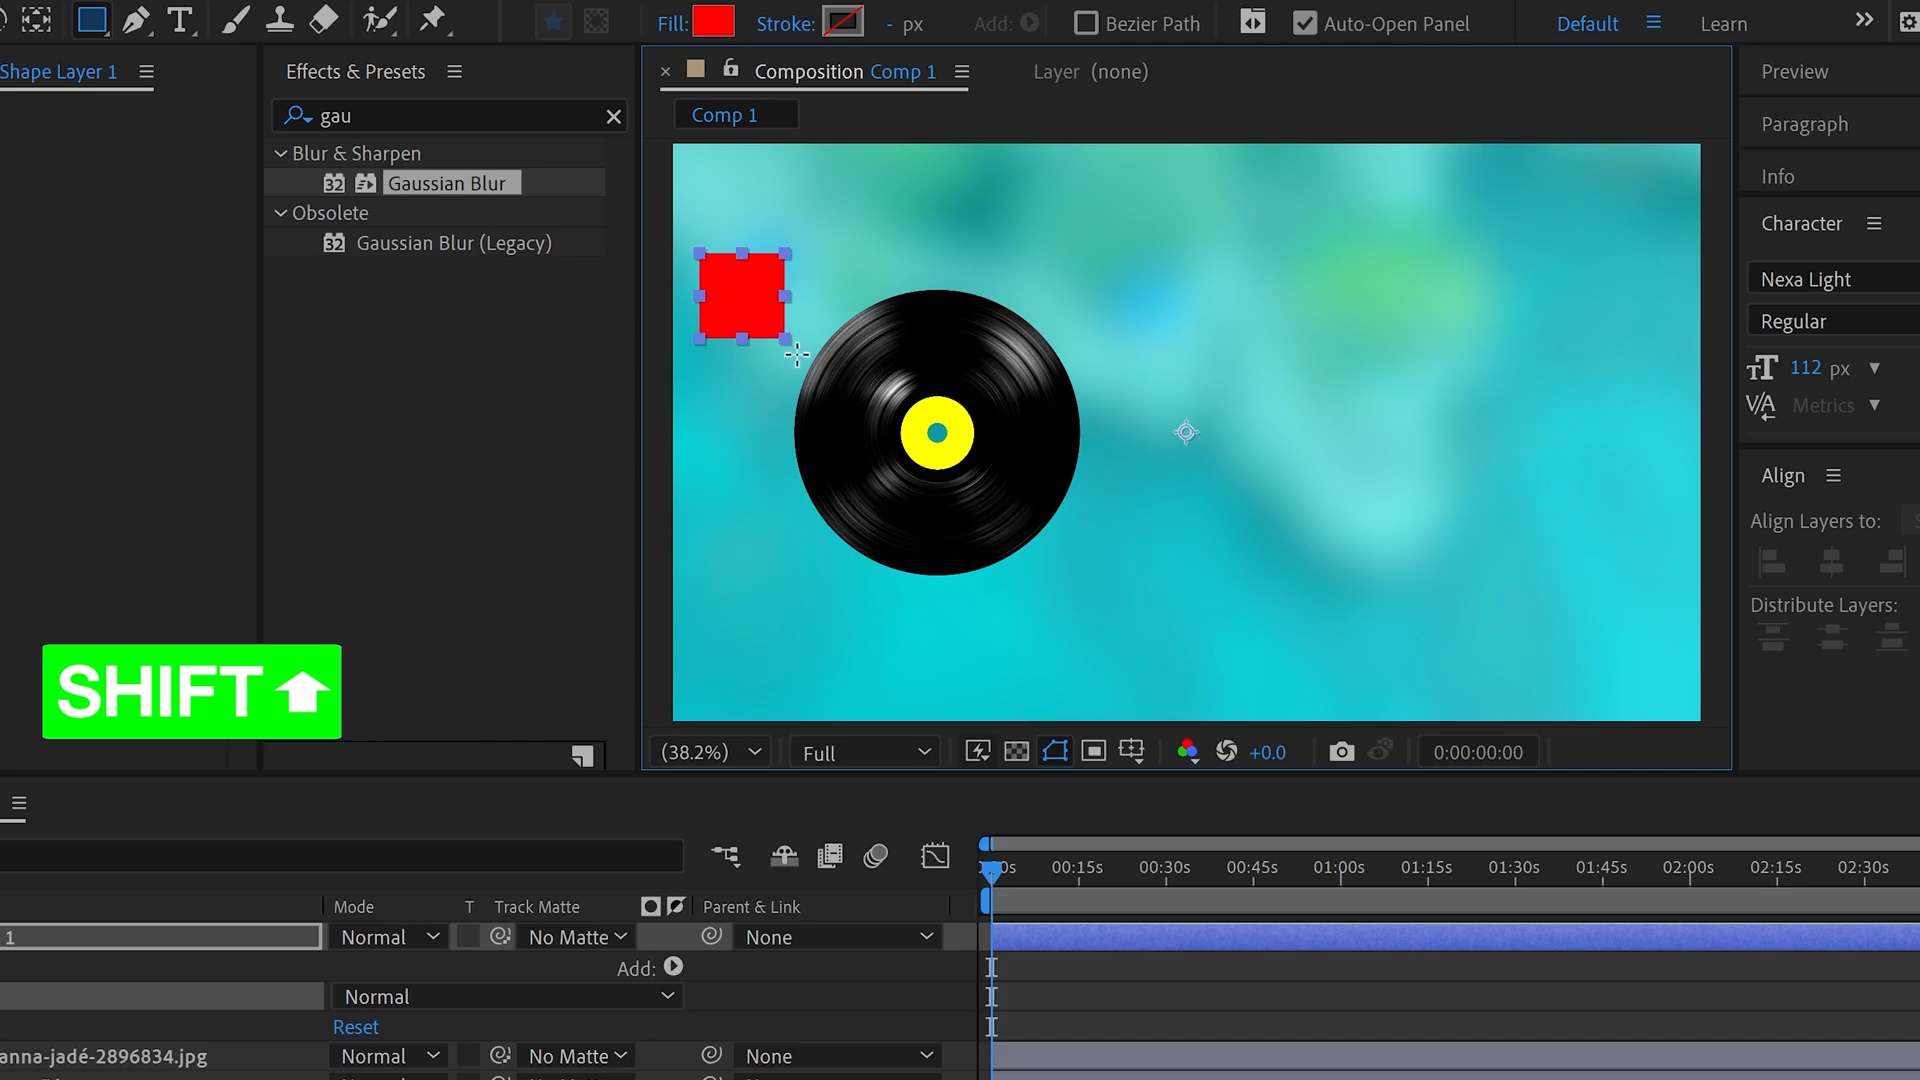 Fill:
Stroke:
- px
Add:
Bezier Path
Auto-Open Panel
Default
Learn
Shape Layer 1
Effects & Presets
Composition Comp 1
Layer (none)
Preview
gau
Comp 1
Paragraph
Blur & Sharpen
32 Gaussian Blur
Obsolete
32 Gaussian Blur (Legacy)
Info
Character
Nexa Light
Regular
112 px
Metrics
Align
Align Layers to:
Distribute Layers:
SHIFT
(38.2%)
Full
+0.0
0:00:00:00
00:15s 00:30s 00:45s 01:00s 01:15s 01:30s 01:45s 02:00s 02:15s 02:30s
Mode T Track Matte Parent & Link
1 Normal No Matte None
Add:
Normal
Reset
anna-jadé-2896834.jpg Normal No Matte None